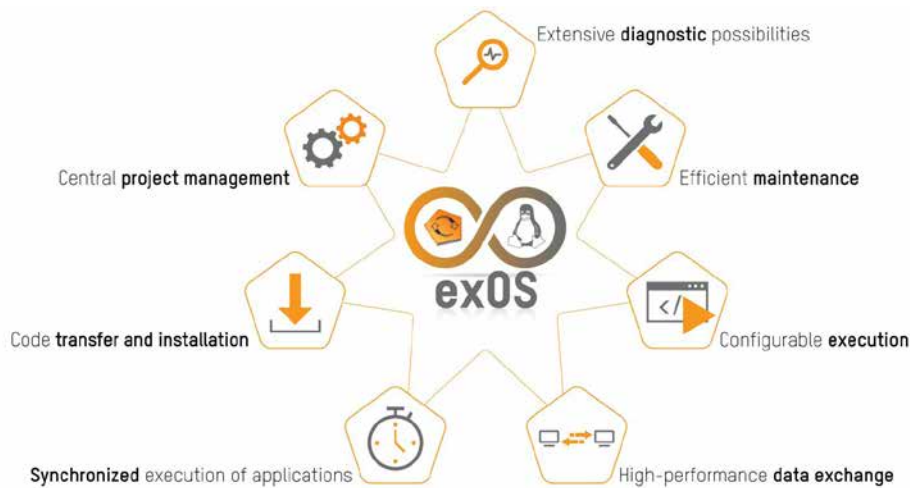 Extensive diagnostic possibilities
Central project management
Efficient maintenance
exOS
Code transfer and installation
</>
Configurable execution
Synchronized execution of applications
High-performance data exchange